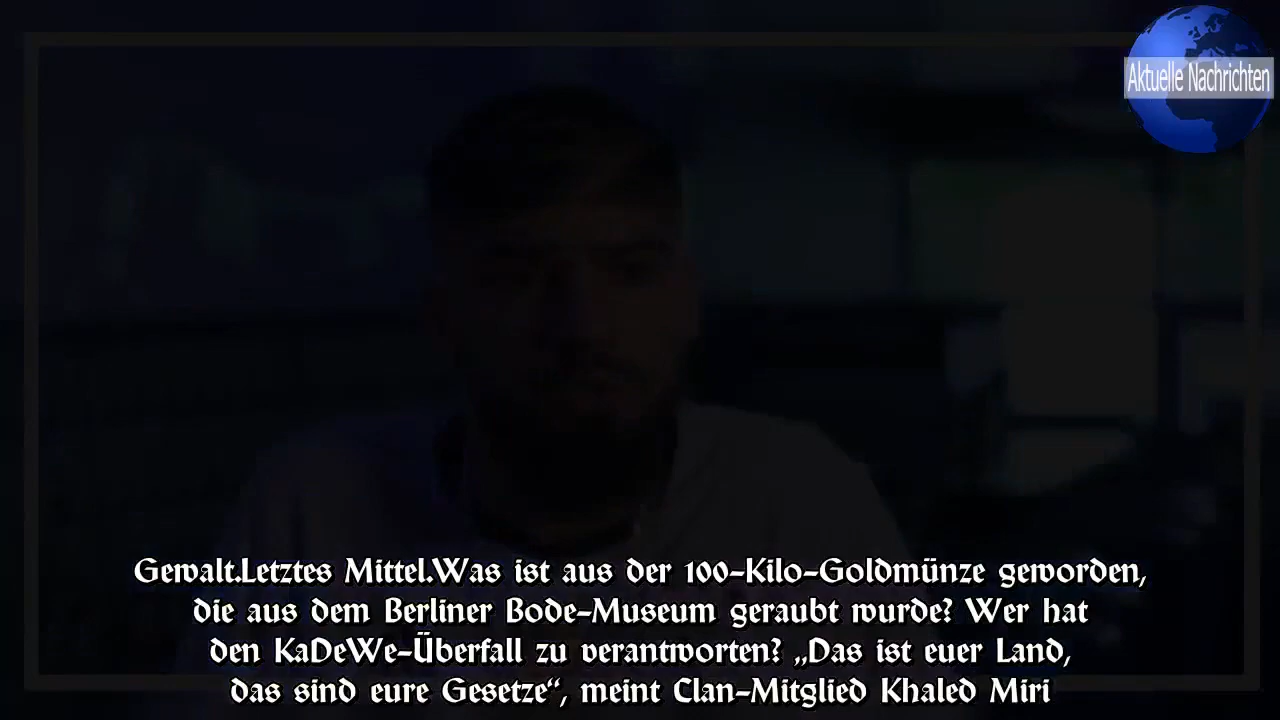 Aktuelle Nachrichten
Gewalt.Letztes Mittel.Was ist aus der 100-Kilo-Goldmünze geworden,
die aus dem Berliner Bode-Museum geraubt wurde? Wer hat
den KaDeWe-Überfall zu verantworten? „Das ist euer Land,
das sind eure Gesetze“, meint Clan-Mitglied Khaled Miri